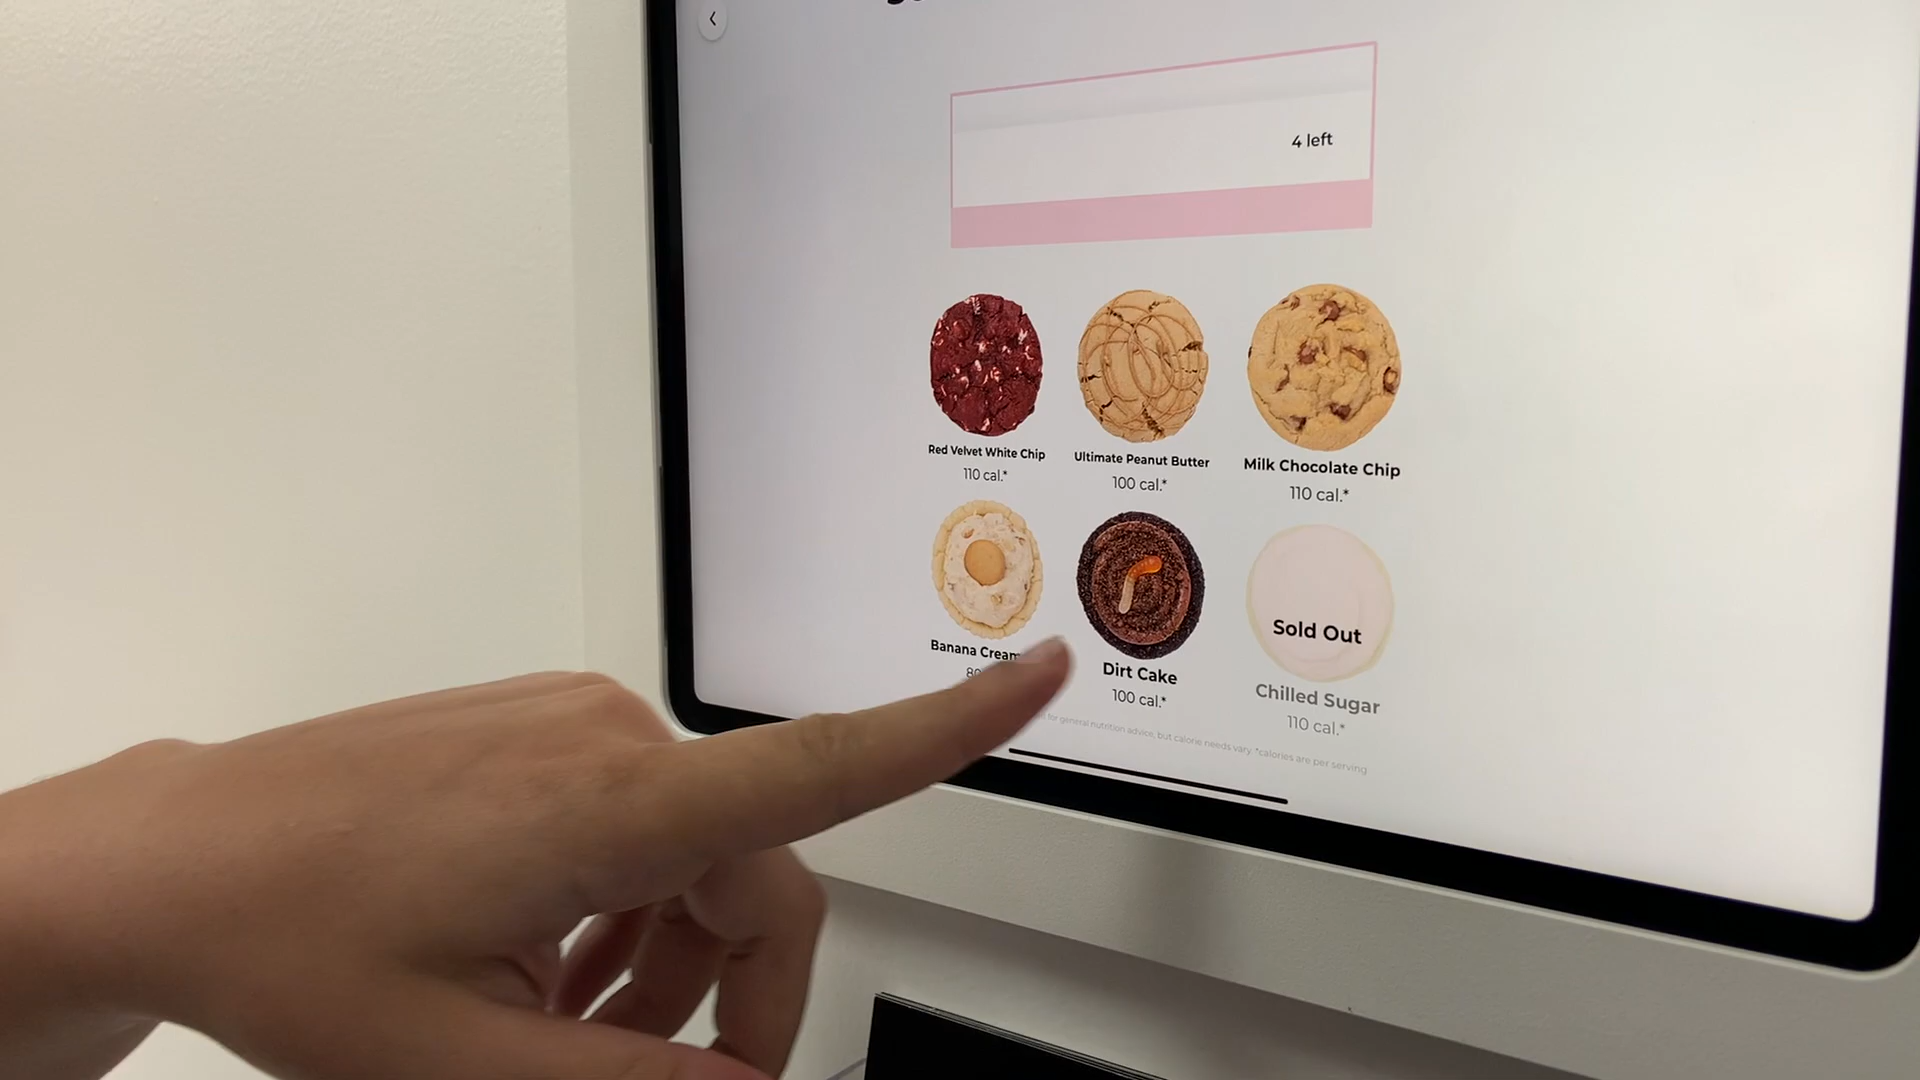 4 left
Red Velvet White Chip
110 cal.*
Ultimate Peanut Butter
100 cal.*
Milk Chocolate Chip
110 cal.*
Banana Cream
Dirt Cake
100 cal.*
Sold Out
Chilled Sugar
110 cal.*
for general nutrition advice, but calorie needs vary. *calories are per serving